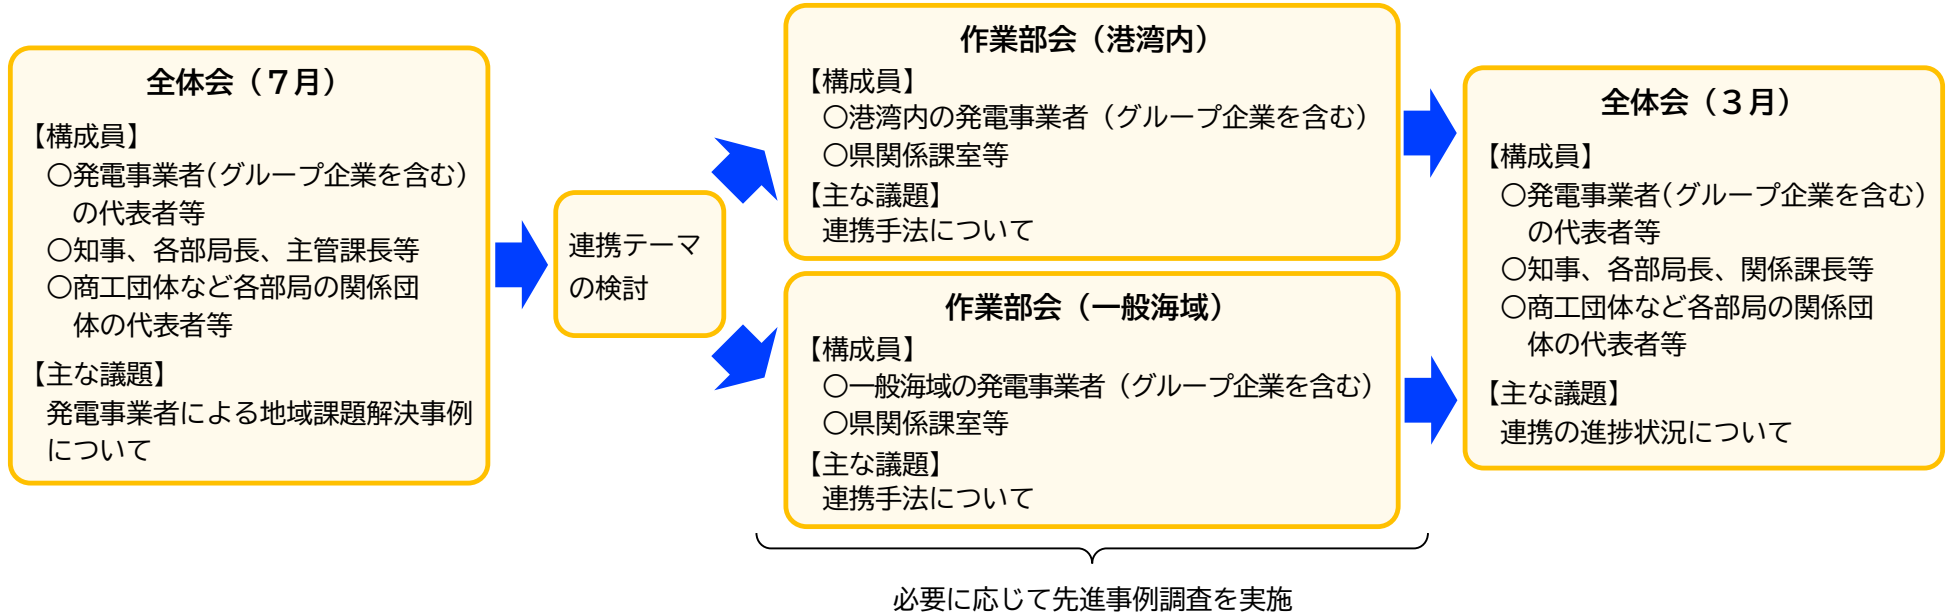 全体会（７月）
【構成員】
〇発電事業者（グループ企業を含む）
の代表者等
〇知事、各部局長、主管課長等
〇商工団体など各部局の関係団
体の代表者等
【主な議題】
発電事業者による地域課題解決事例
について
連携テーマ
の検討
作業部会（港湾内）
【構成員】
〇港湾内の発電事業者（グループ企業を含む）
〇県関係課室等
【主な議題】
連携手法について
作業部会（一般海域）
【構成員】
〇一般海域の発電事業者（グループ企業を含む）
〇県関係課室等
【主な議題】
連携手法について
必要に応じて先進事例調査を実施
全体会（３月）
【構成員】
〇発電事業者（グループ企業を含む）
の代表者等
〇知事、各部局長、関係課長等
〇商工団体など各部局の関係団
体の代表者等
【主な議題】
連携の進捗状況について